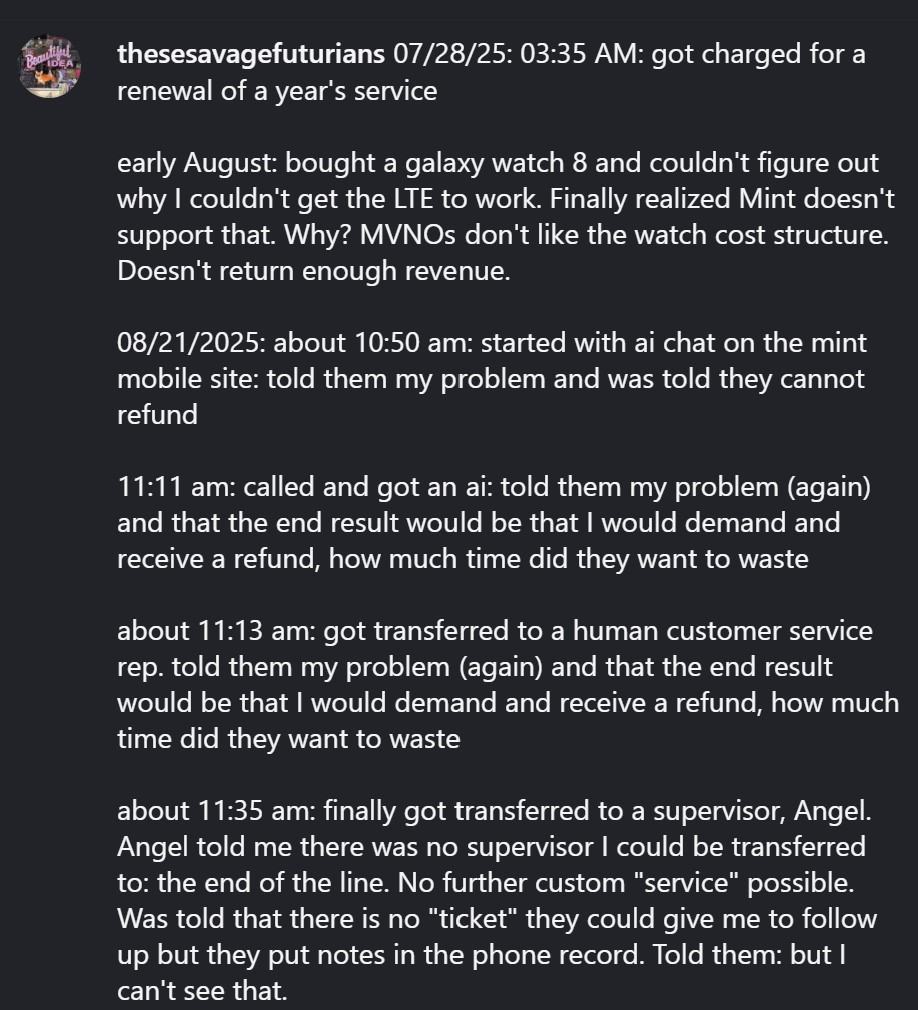 Beautiful
IDEA
thesesavagefuturians 07/28/25: 03:35 AM: got charged for a
renewal of a year's service
early August: bought a galaxy watch 8 and couldn't figure out
why I couldn't get the LTE to work. Finally realized Mint doesn't
support that. Why? MVNOs don't like the watch cost structure.
Doesn't return enough revenue.
08/21/2025: about 10:50 am: started with ai chat on the mint
mobile site: told them my problem and was told they cannot
refund
11:11 am: called and got an ai: told them my problem (again)
and that the end result would be that I would demand and
receive a refund, how much time did they want to waste
about 11:13 am: got transferred to a human customer service
rep. told them my problem (again) and that the end result
would be that I would demand and receive a refund, how much
time did they want to waste
about 11:35 am: finally got transferred to a supervisor, Angel.
Angel told me there was no supervisor I could be transferred
to: the end of the line. No further custom "service" possible.
Was told that there is no "ticket" they could give me to follow
up but they put notes in the phone record. Told them: but I
can't see that.